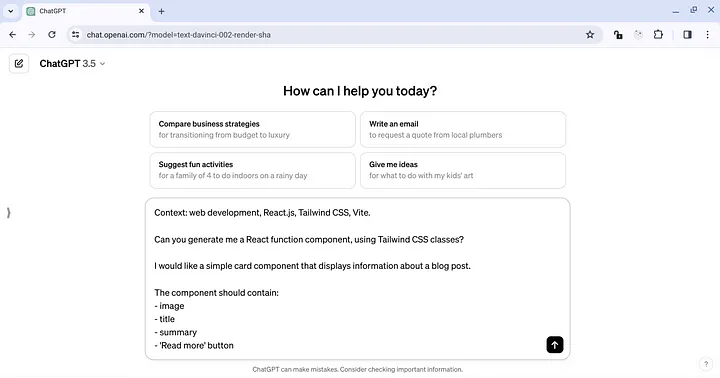 ChatGPT
chat.openai.com/?model=text-davinci-002-render-sha
ChatGPT 3.5
How can I help you today?
Compare business strategies
for transitioning from budget to luxury
Write an email
to request a quote from local plumbers
Suggest fun activities
for a family of 4 to do indoors on a rainy day
Give me ideas
for what to do with my kids' art
Context: web development, React.js, Tailwind CSS, Vite.
Can you generate me a React function component, using Tailwind CSS classes?
I would like a simple card component that displays information about a blog post.
The component should contain:
- image
- title
- summary
- 'Read more' button
ChatGPT can make mistakes. Consider checking important information.
?